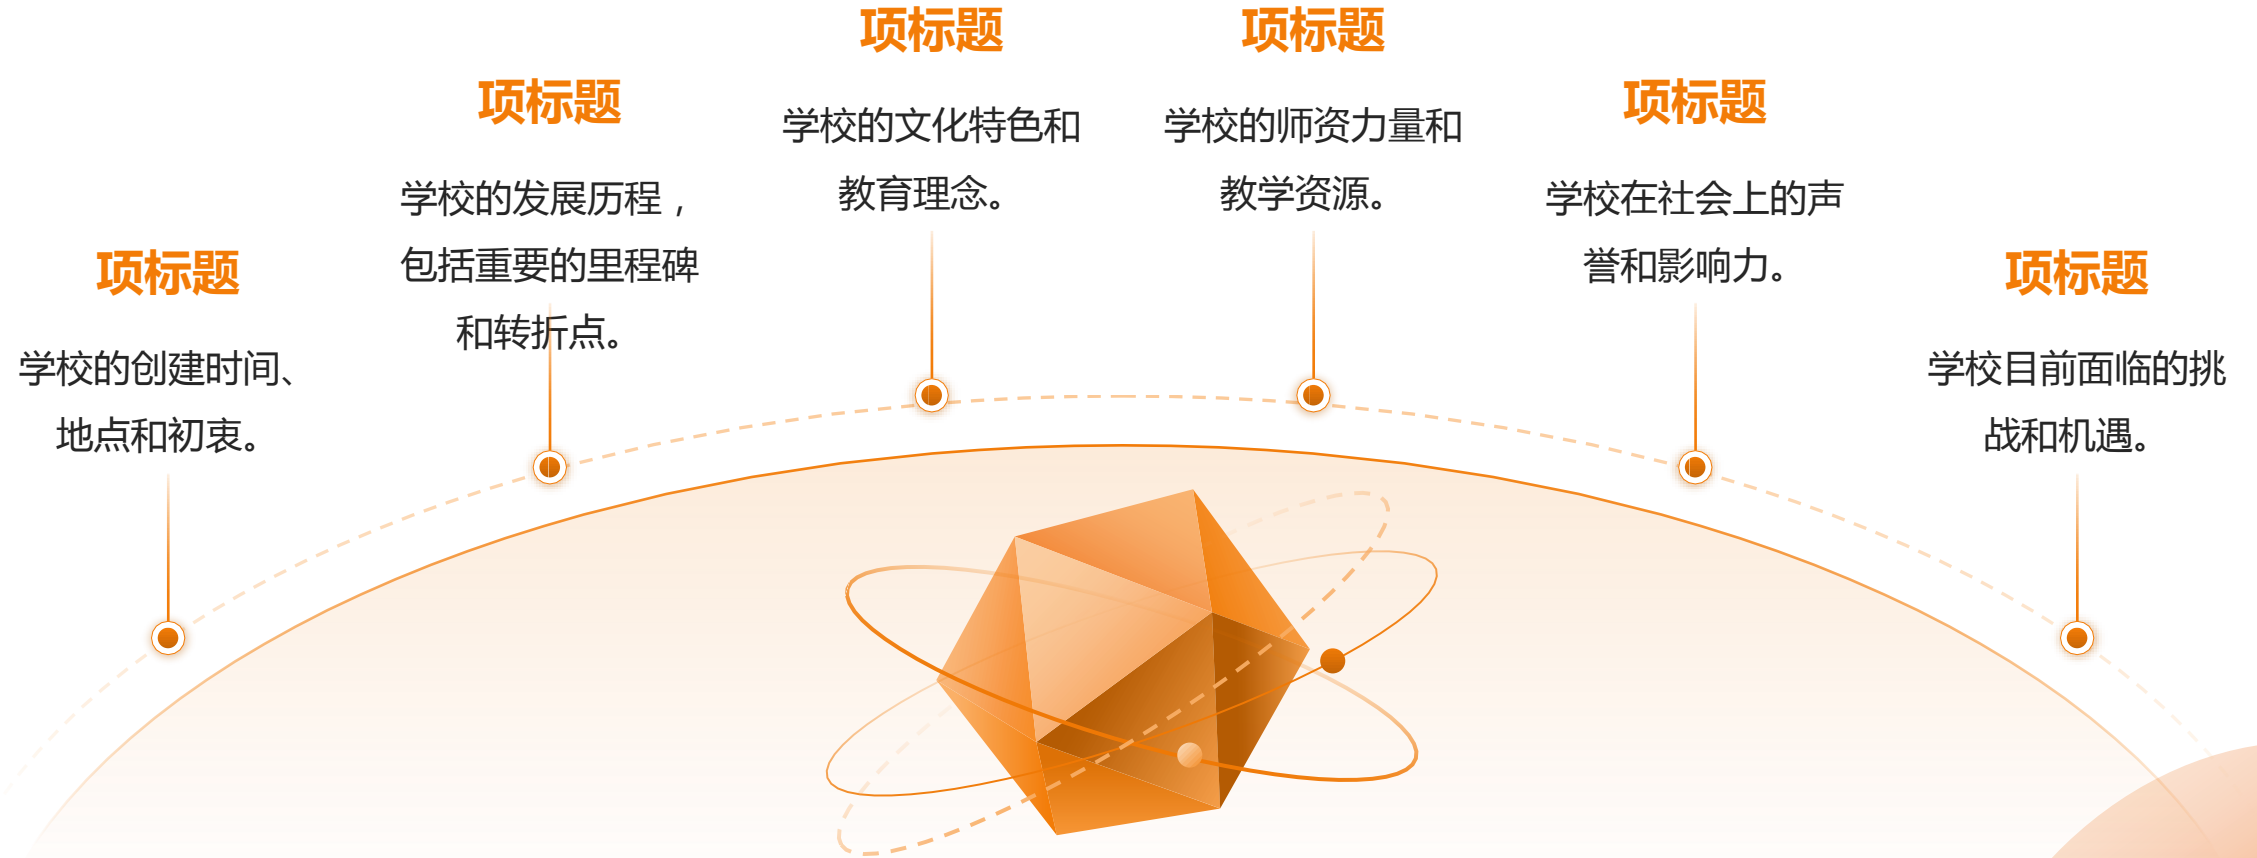 项标题
学校的创建时间、
地点和初衷。
项标题
学校的发展历程，
包括重要的里程碑
和转折点。
项标题
学校的文化特色和
教育理念。
项标题
学校的师资力量和
教学资源。
项标题
学校在社会上的声
誉和影响力。
项标题
学校目前面临的挑
战和机遇。